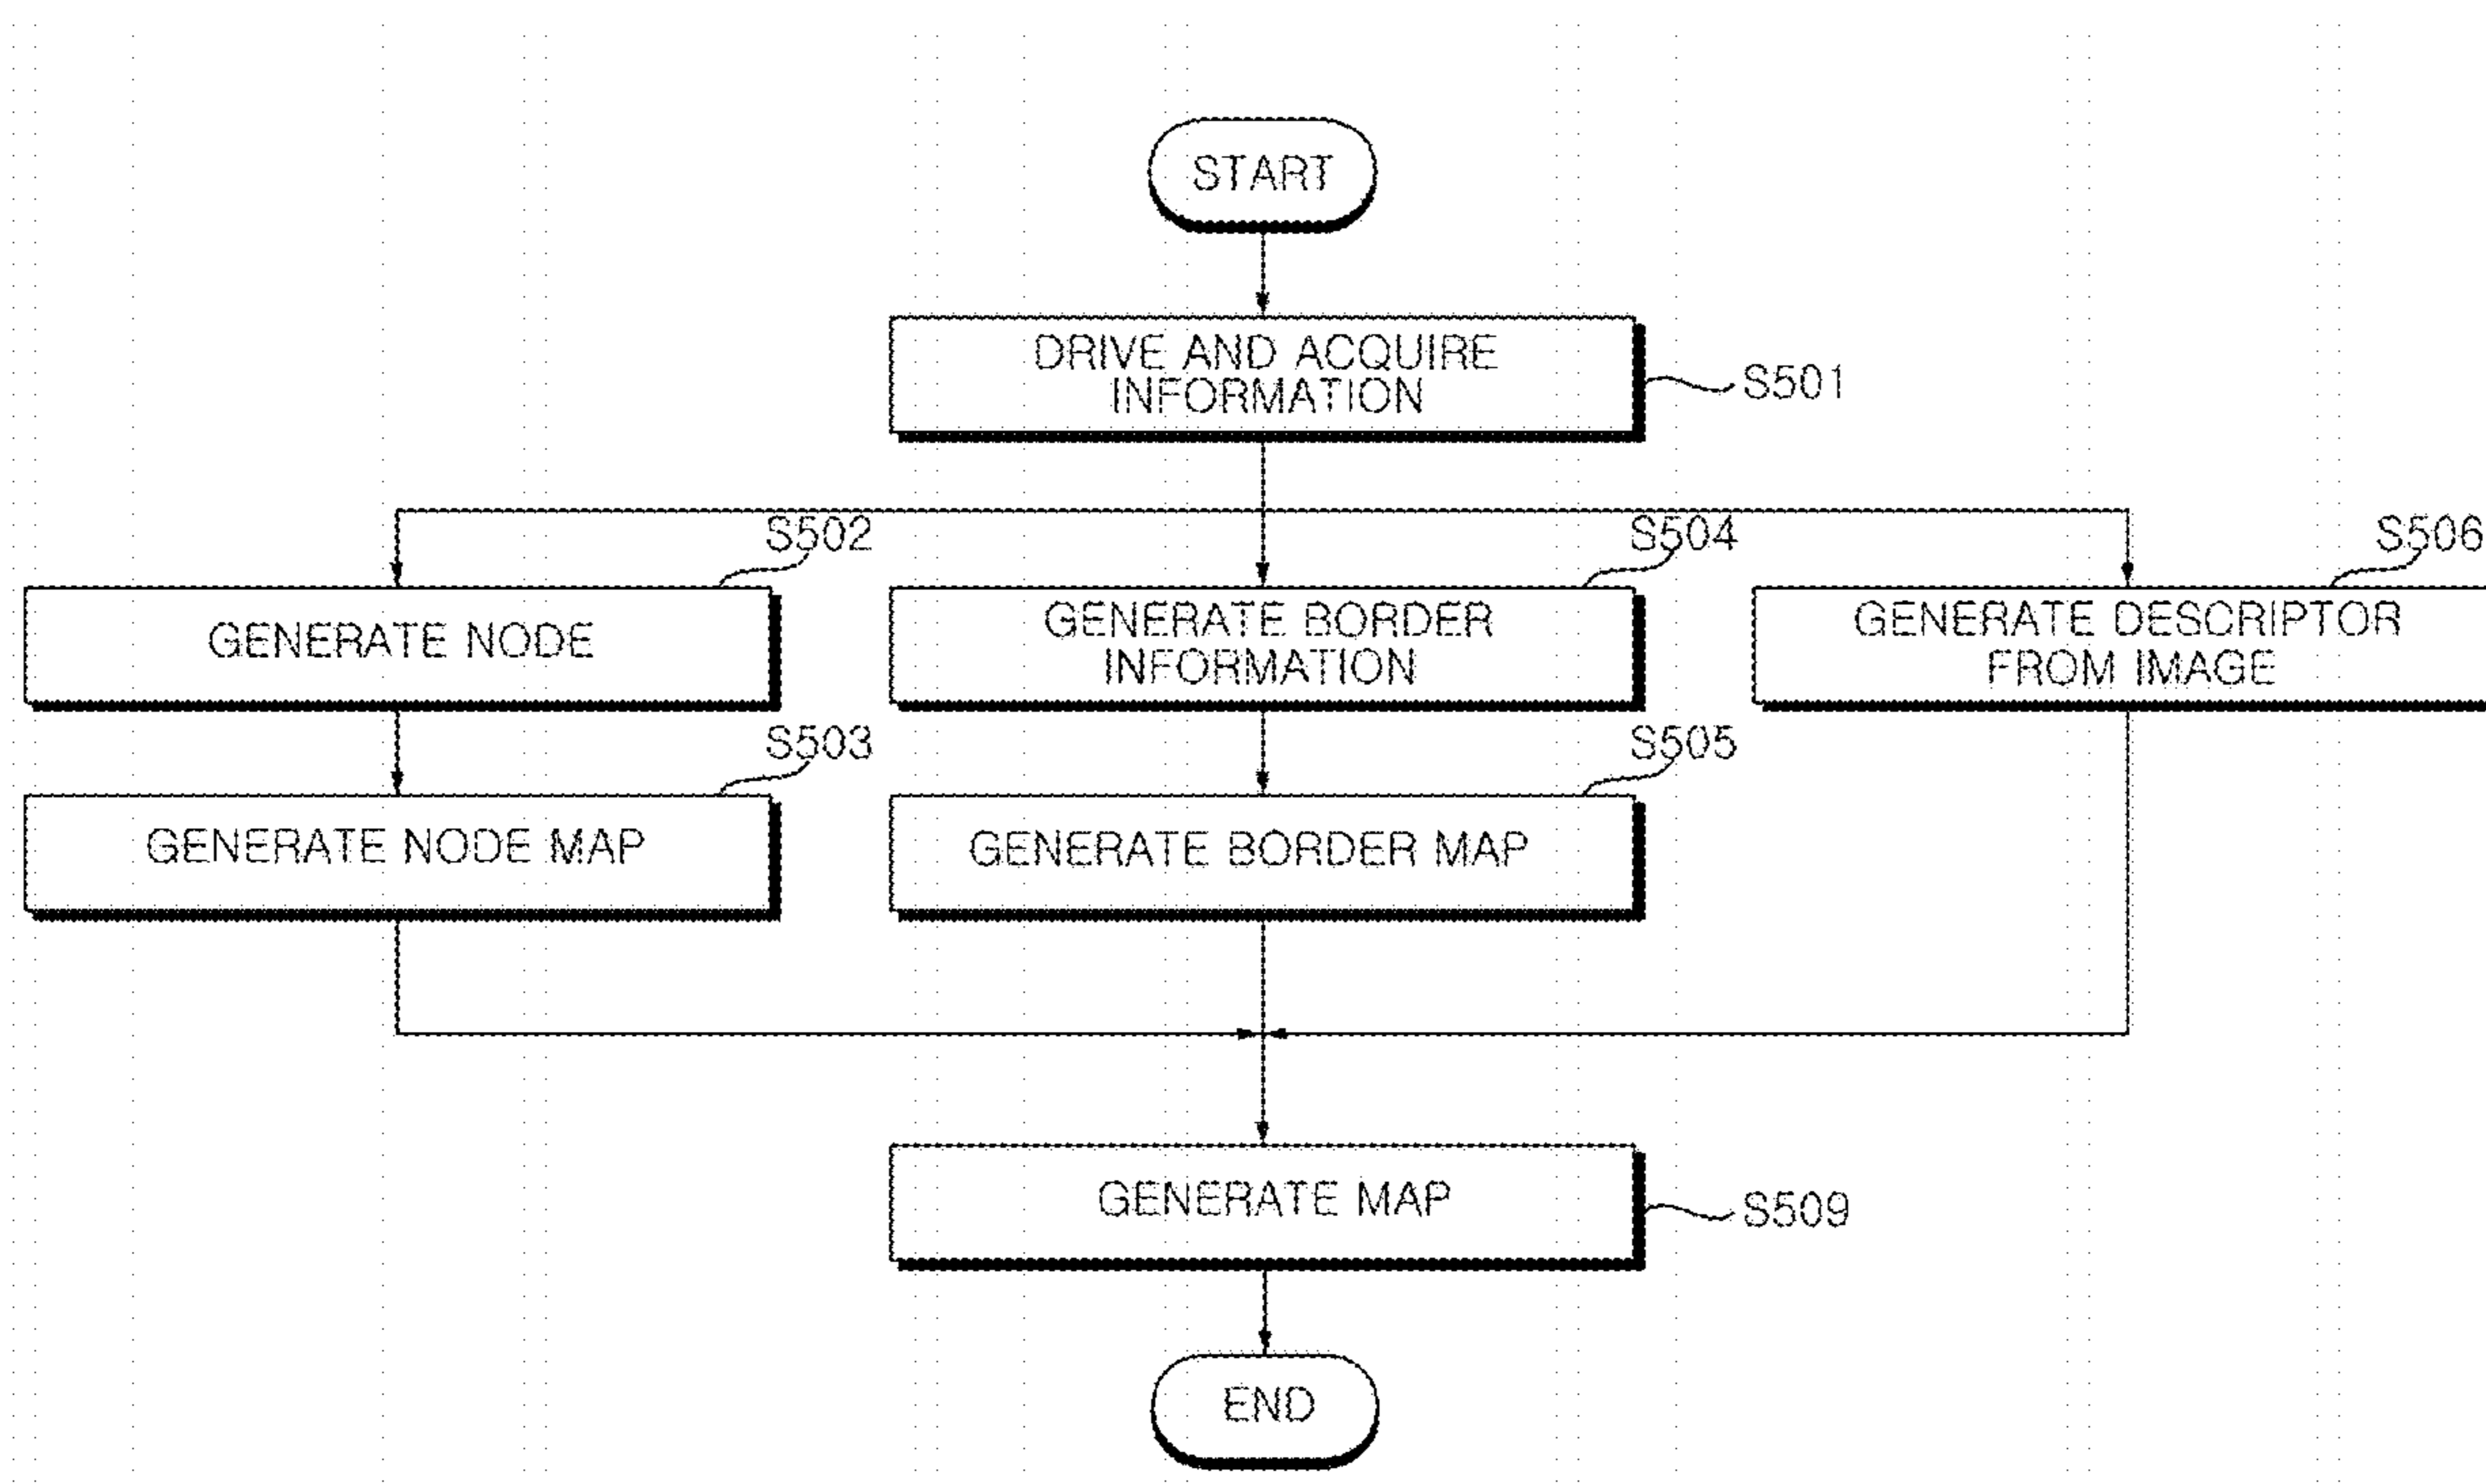 START
DRIVE AND ACQUIRE
INFORMATION
S501
S502
S504
S506
GENERATE NODE
GENERATE BORDER
INFORMATION
GENERATE DESCRIPTOR
FROM IMAGE
S503
S505
GENERATE NODE MAP
GENERATE BORDER MAP
GENERATE MAP
S509
END